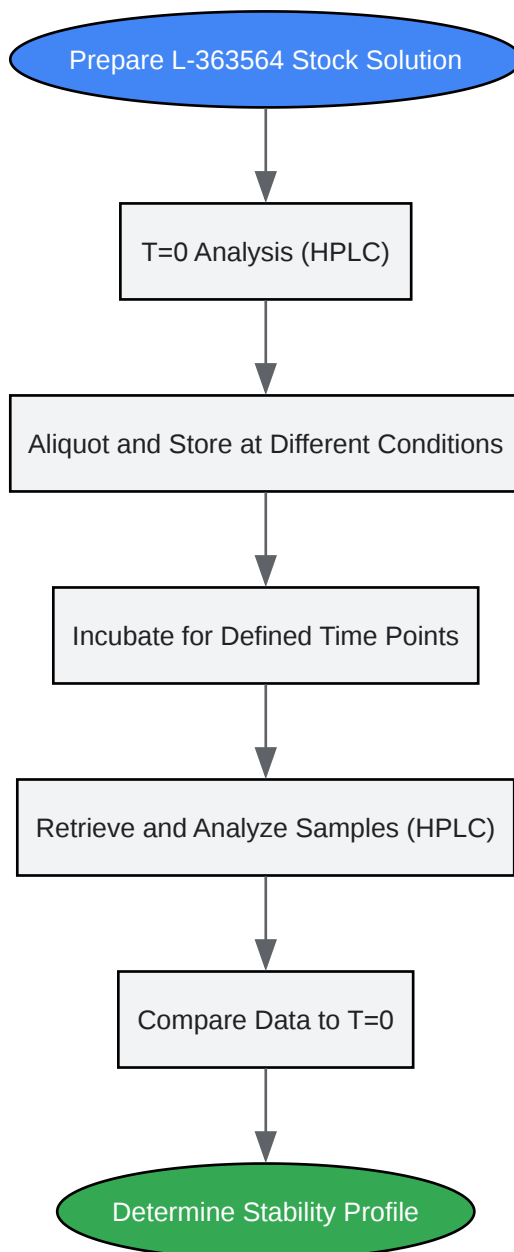 Prepare L-363564 Stock Solution
T=0 Analysis (HPLC)
Aliquot and Store at Different Conditions
Incubate for Defined Time Points
Retrieve and Analyze Samples (HPLC)
Compare Data to T=0
Determine Stability Profile